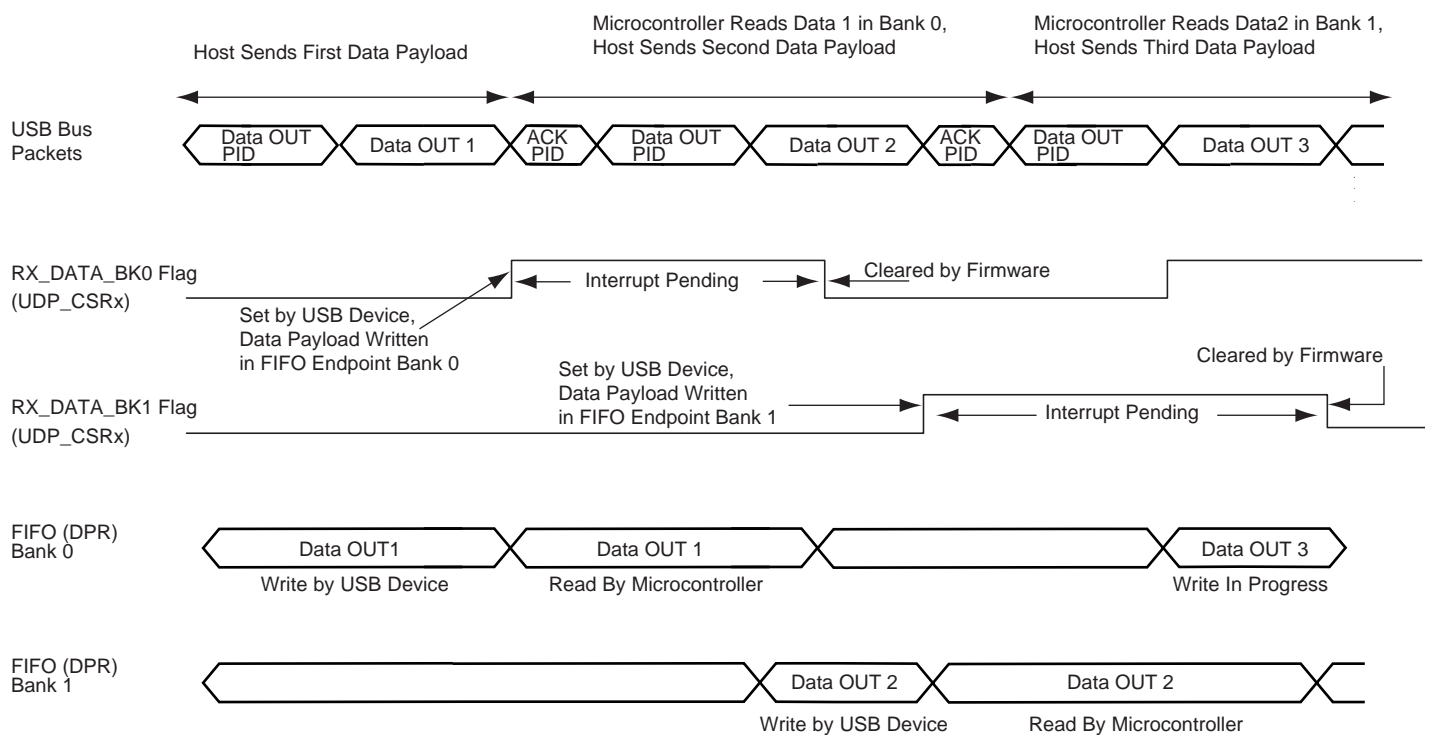 Host Sends First Data Payload
Microcontroller Reads Data 1 in Bank 0,
Host Sends Second Data Payload
Microcontroller Reads Data2 in Bank 1,
Host Sends Third Data Payload
USB Bus
Packets
Data OUT
PID
Data OUT 1
ACK
PID
Data OUT
PID
Data OUT 2
ACK
PID
Data OUT
PID
Data OUT 3
RX_DATA_BK0 Flag
(UDP_CSRx)
Interrupt Pending
Cleared by Firmware
Set by USB Device,
Data Payload Written
in FIFO Endpoint Bank 0
RX_DATA_BK1 Flag
(UDP_CSRx)
Set by USB Device,
Data Payload Written
in FIFO Endpoint Bank 1
Interrupt Pending
Cleared by Firmware
FIFO (DPR)
Bank 0
Data OUT1
Write by USB Device
Data OUT 1
Read By Microcontroller
Data OUT 3
Write In Progress
FIFO (DPR)
Bank 1
Data OUT 2
Write by USB Device
Data OUT 2
Read By Microcontroller